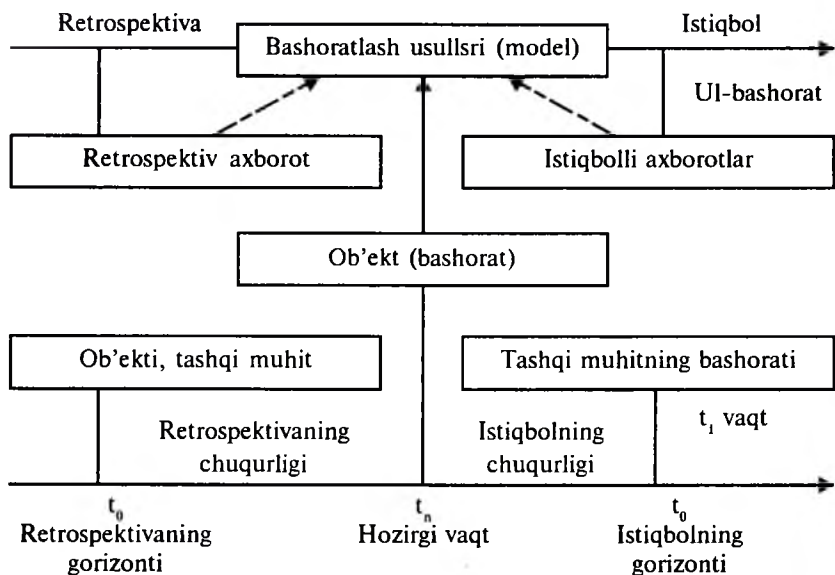 Retrospektiva
Bashoratlash usullsri (model)
Istiqbol
Ul-bashorat
Retrospektiv axborot
Istiqbolli axborotlar
Ob’ekt (bashorat)
Ob’ekti, tashqi muhit
Tashqi muhitning bashorati
t₁ vaqt
Retrospektivaning
chuqurligi
Istiqbolning
chuqurligi
t₀
tₙ
t₀
Retrospektivaning
gorizonti
Hozirgi vaqt
Istiqbolning
gorizonti